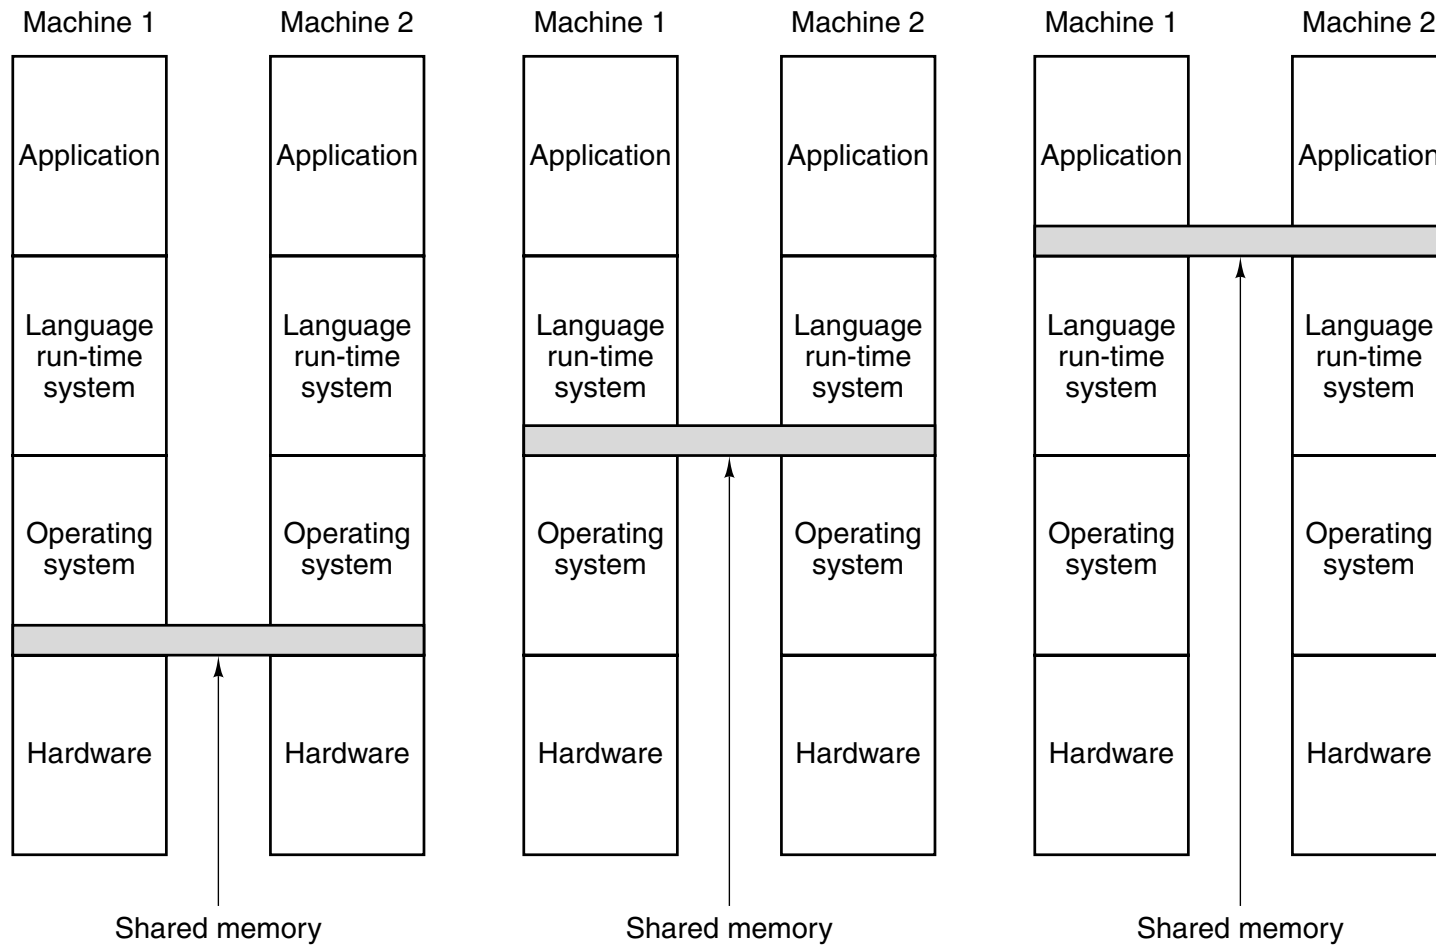 Machine 1
Machine 2
Machine 1
Machine 2
Machine 1
Machine 2
Application
Application
Application
Application
Application
Application
Language
run-time
system
Language
run-time
system
Language
run-time
system
Language
run-time
system
Language
run-time
system
Language
run-time
system
Operating
system
Operating
system
Operating
system
Operating
system
Operating
system
Operating
system
Hardware
Hardware
Hardware
Hardware
Hardware
Hardware
Shared memory
Shared memory
Shared memory